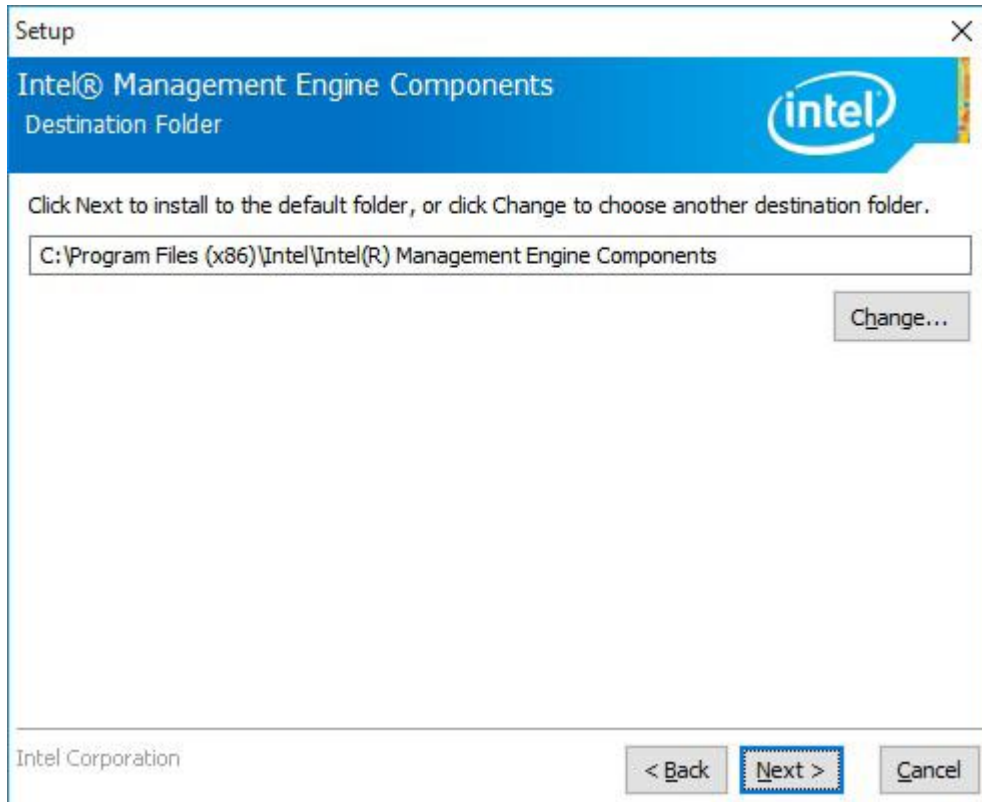 Setup
Intel® Management Engine Components
Destination Folder
intel
Click Next to install to the default folder, or click Change to choose another destination folder.
C:\Program Files (x86)\Intel\Intel(R) Management Engine Components
Change...
Intel Corporation
< Back
Next >
Cancel